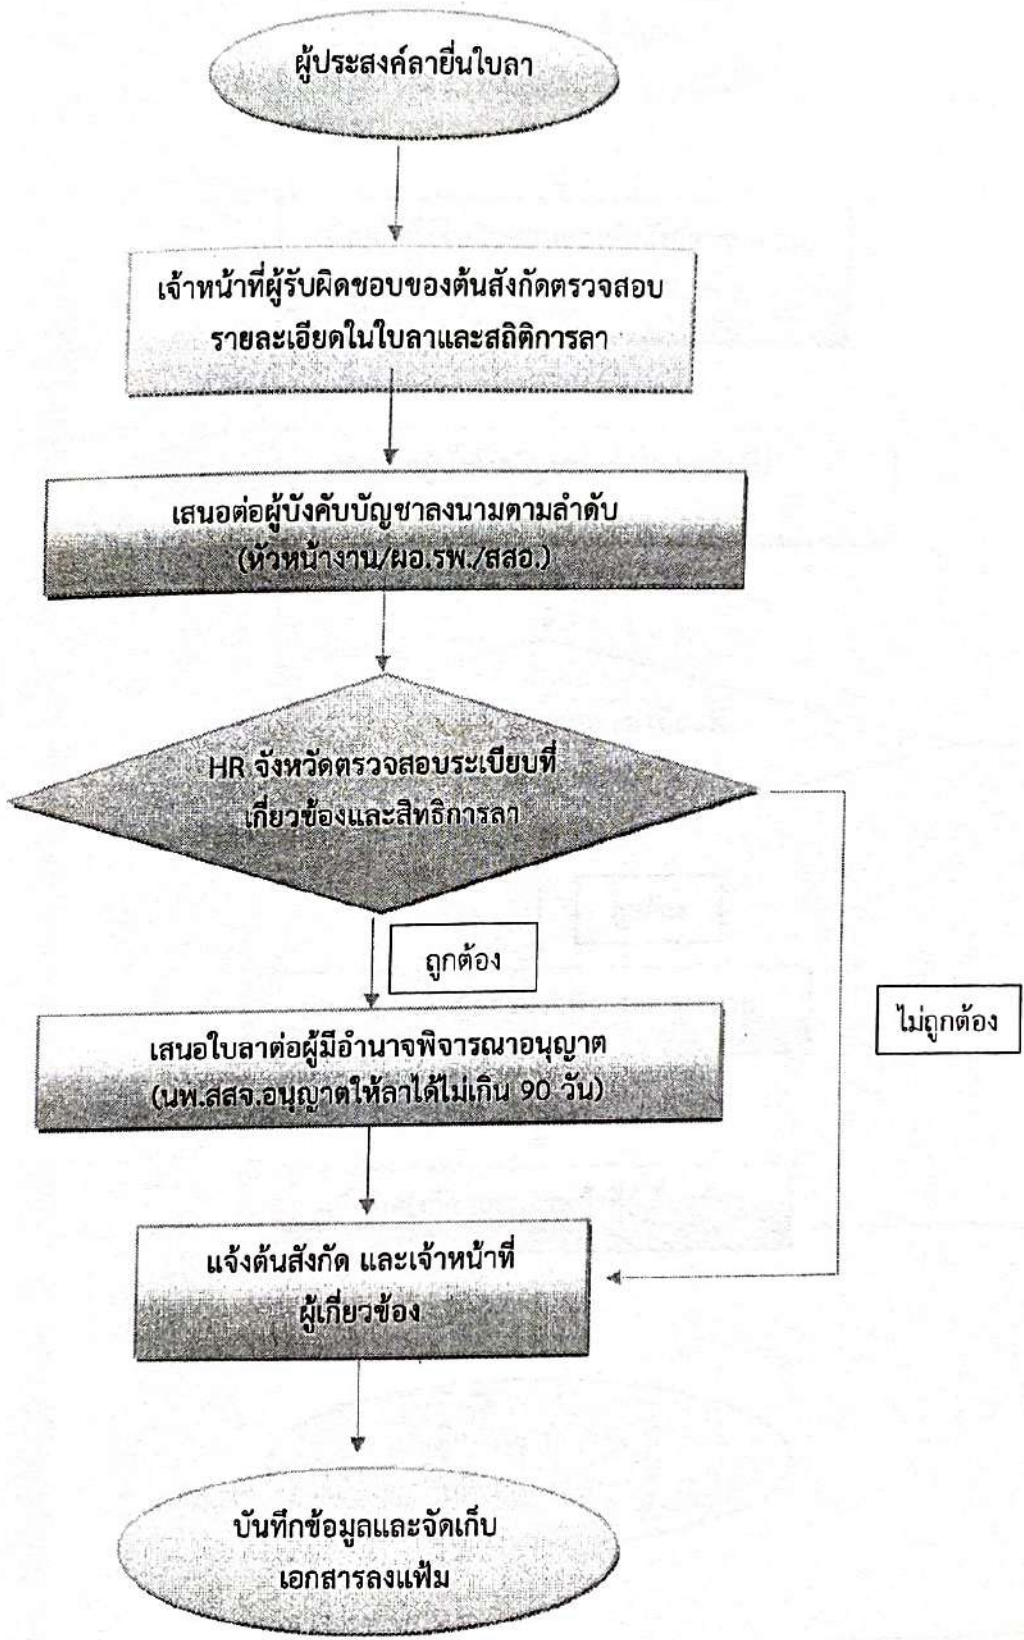 ผู้ประสงค์ลายื่นใบลา
เจ้าหน้าที่ผู้รับผิดชอบของต้นสังกัดตรวจสอบ
รายละเอียดในใบลาและสถิติการลา
เสนอต่อผู้บังคับบัญชาลงนามตามลำดับ
(หัวหน้างาน/ผอ.รพ./สสอ.)
HR จังหวัดตรวจสอบระเบียบที่
เกี่ยวข้องและสิทธิการลา
ถูกต้อง
ไม่ถูกต้อง
เสนอใบลาต่อผู้มีอำนาจพิจารณาอนุญาต
(นพ.สสจ.อนุญาตให้ลาได้ไม่เกิน 90 วัน)
แจ้งต้นสังกัด และเจ้าหน้าที่
ผู้เกี่ยวข้อง
บันทึกข้อมูลและจัดเก็บ
เอกสารลงแฟ้ม